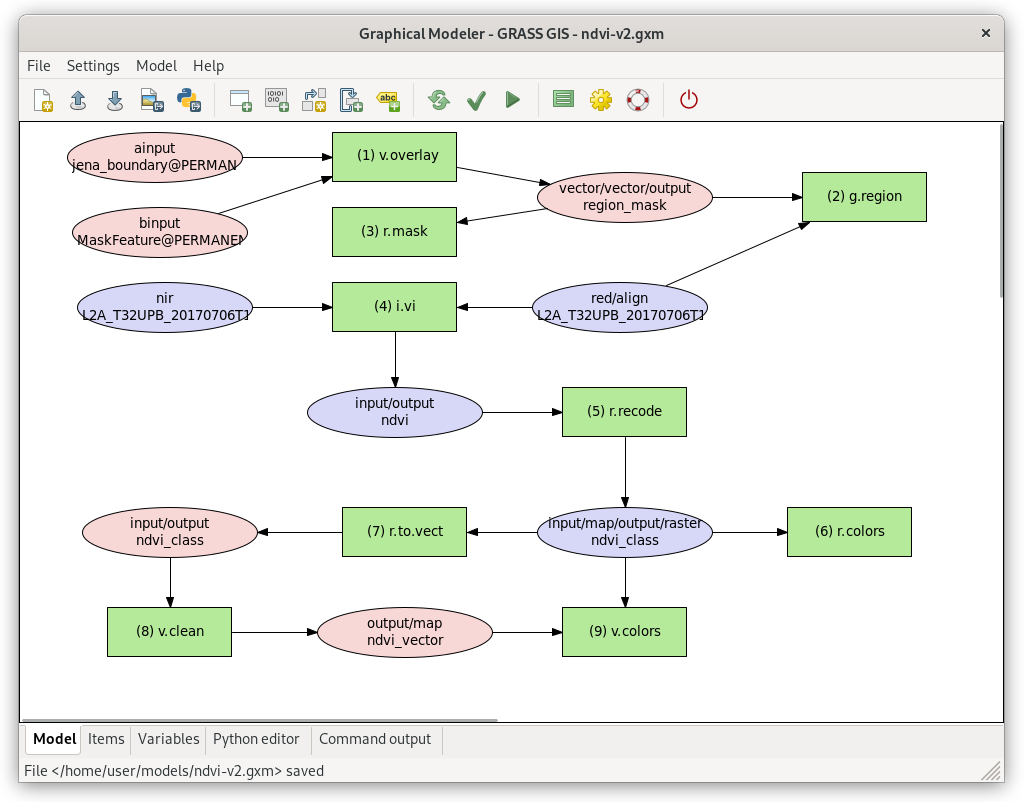 Graphical Modeler - GRASS GIS - ndvi-v2.gxm
File Settings Model Help
ainput
jena_boundary@PERMAN
(1) v.overlay
vector/vector/output
region_mask
(2) g.region
binput
MaskFeature@PERMANEN
(3) r.mask
nir
L2A_T32UPB_20170706T1
(4) i.vi
red/align
L2A_T32UPB_20170706T1
input/output
ndvi
(5) r.recode
input/output
ndvi_class
(7) r.to.vect
input/map/output/raster
ndvi_class
(6) r.colors
(8) v.clean
output/map
ndvi_vector
(9) v.colors
Model Items Variables Python editor Command output
File </home/user/models/ndvi-v2.gxm> saved